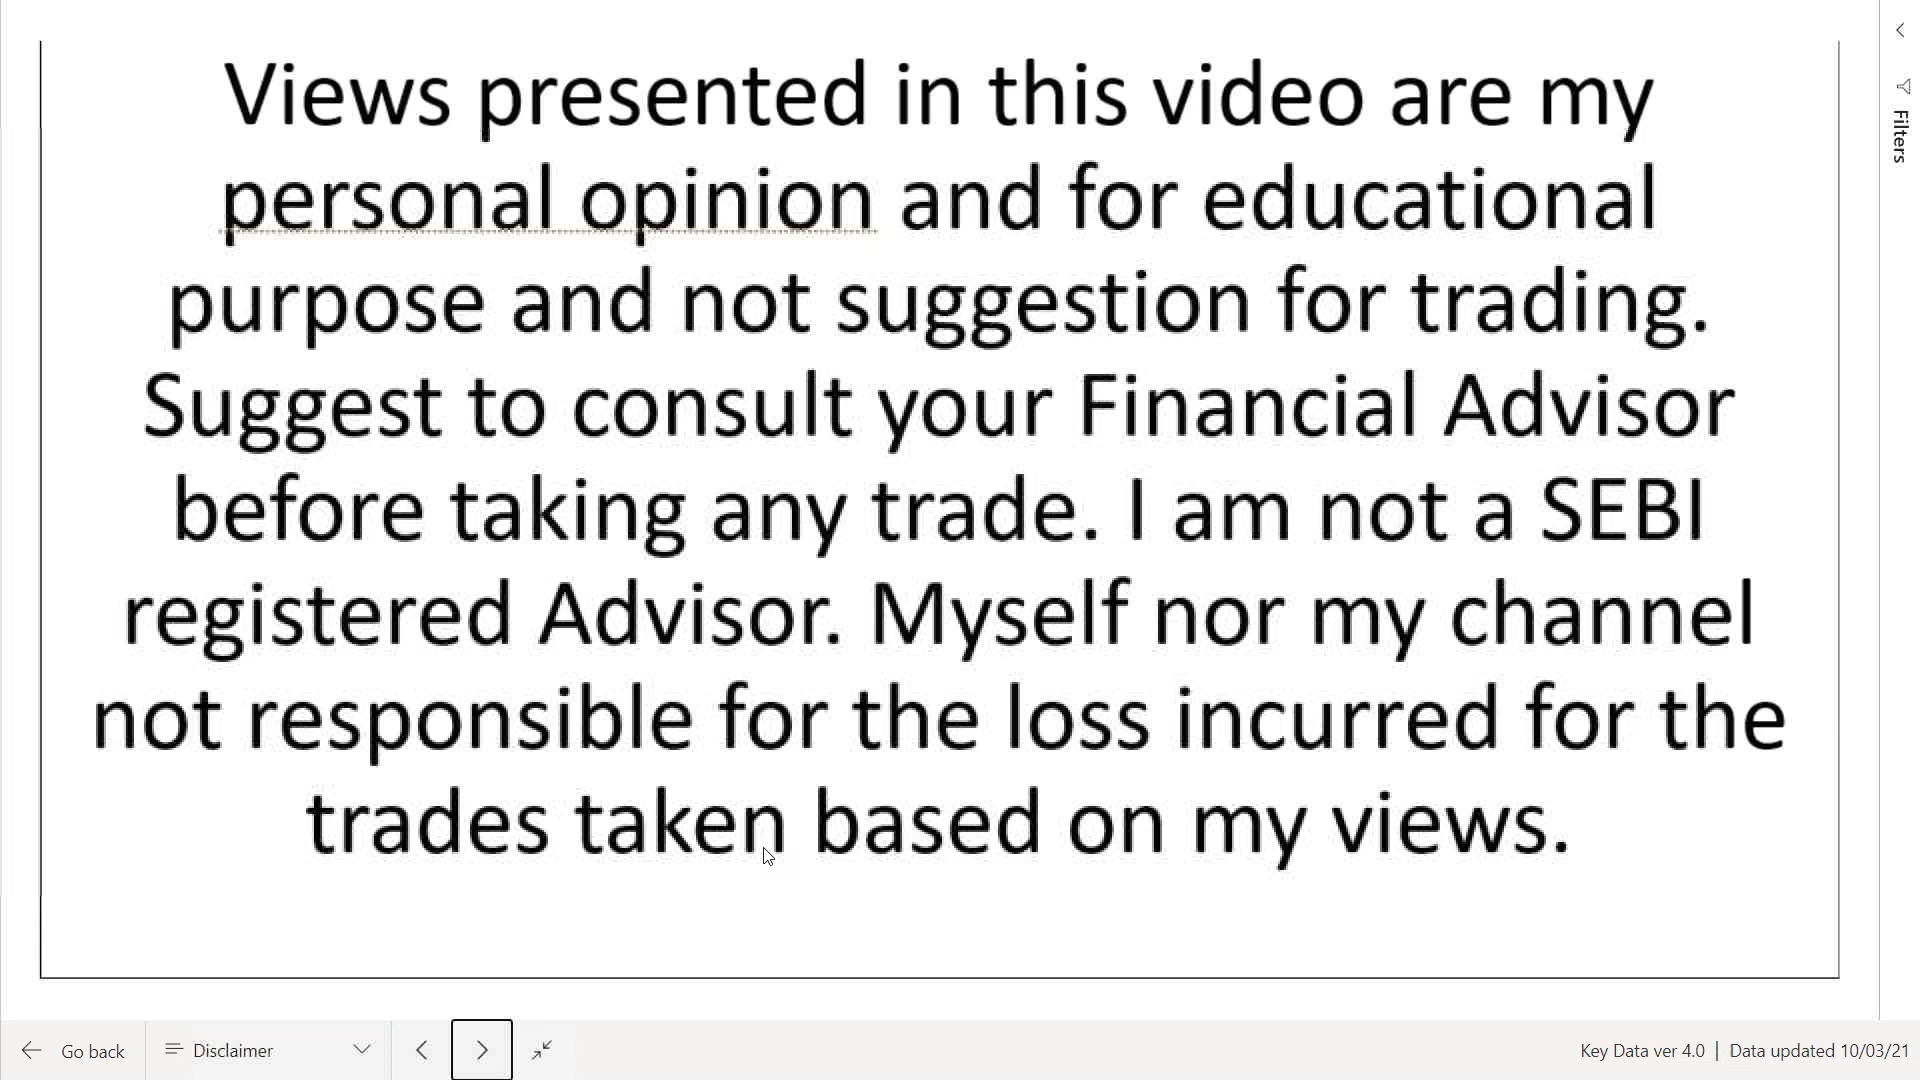 Views presented in this video are my
personal opinion and for educational
purpose and not suggestion for trading.
Suggest to consult your Financial Advisor
before taking any trade. I am not a SEBI
registered Advisor. Myself nor my channel
not responsible for the loss incurred for the
trades taken based on my views.
Filters
Go back
Disclaimer
Key Data ver 4.0 | Data updated 10/03/21